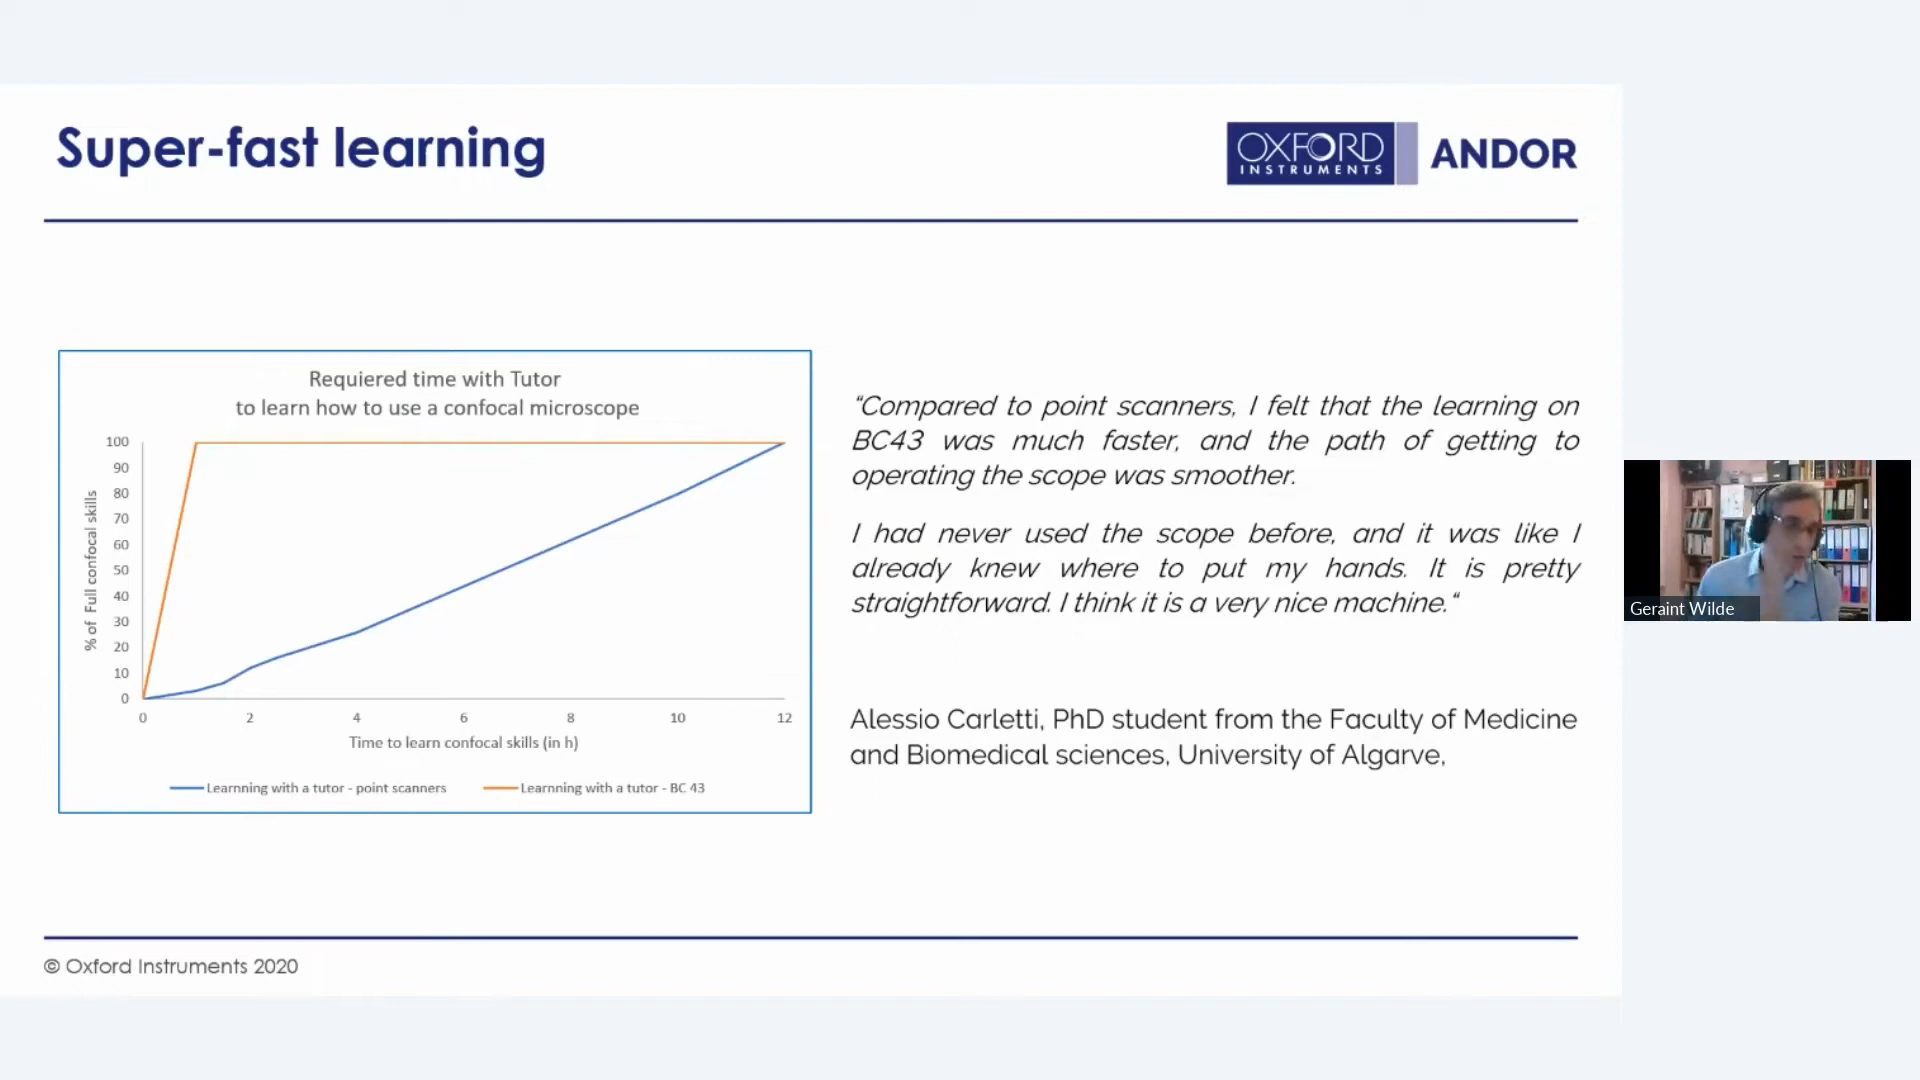 Super-fast learning
OXFORD
INSTRUMENTS
ANDOR
Requiered time with Tutor
to learn how to use a confocal microscope
% of Full confocal skills
100
90
80
70
60
50
40
30
20
10
0
0 2 4 6 8 10 12
Time to learn confocal skills (in h)
Learnning with a tutor - point scanners
Learnning with a tutor - BC 43
“Compared to point scanners, I felt that the learning on
BC43 was much faster, and the path of getting to
operating the scope was smoother.
I had never used the scope before, and it was like I
already knew where to put my hands. It is pretty
straightforward. I think it is a very nice machine.“
Alessio Carletti, PhD student from the Faculty of Medicine
and Biomedical sciences, University of Algarve,
Geraint Wilde
© Oxford Instruments 2020